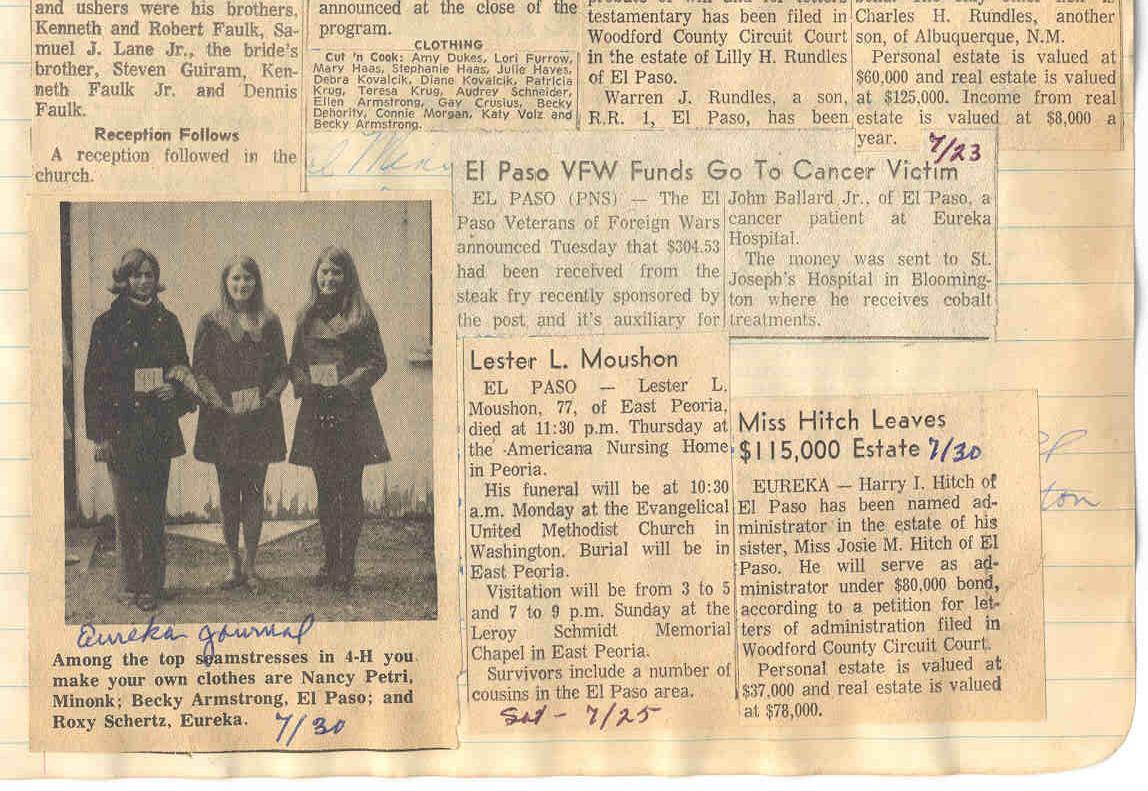 and ushers were his brothers,
Kenneth and Robert Faulk, Sa-
muel J. Lane Jr., the bride's
brother, Steven Guiram, Ken-
neth Faulk Jr. and Dennis
Faulk.
Reception Follows
A reception followed in the
church.
announced at the close of the
program.
CLOTHING
Cut 'n Cook: Amy Dukes, Lori Furrow,
Mary Haas, Stephanie Haas, Julie Hayes,
Debra Kovalcik, Diane Kovalcik, Patricia
Krug, Teresa Krug, Audrey Schneider,
Ellen Armstrong, Gay Crusius, Becky
Dehority, Connie Morgan, Katy Volz and
Becky Armstrong.
testamentary has been filed in
Woodford County Circuit Court
in the estate of Lilly H. Rundles
of El Paso.
Warren J. Rundles, a son,
R.R. 1, El Paso, has been
Charles H. Rundles, another
son, of Albuquerque, N.M.
Personal estate is valued at
$60,000 and real estate is valued
at $125,000. Income from real
estate is valued at $8,000 a
year.
7/23
El Paso VFW Funds Go To Cancer Victim
EL PASO (PNS) — The El
Paso Veterans of Foreign Wars
announced Tuesday that $304.53
had been received from the
steak fry recently sponsored by
the post and it's auxiliary for
John Ballard Jr., of El Paso, a
cancer patient at Eureka
Hospital.
The money was sent to St.
Joseph's Hospital in Blooming-
ton where he receives cobalt
treatments.
Eureka Journal
Among the top seamstresses in 4-H you
make your own clothes are Nancy Petri,
Minonk; Becky Armstrong, El Paso; and
Roxy Schertz, Eureka.
7/30
Lester L. Moushon
EL PASO — Lester L.
Moushon, 77, of East Peoria,
died at 11:30 p.m. Thursday at
the Americana Nursing Home
in Peoria.
His funeral will be at 10:30
a.m. Monday at the Evangelical
United Methodist Church in
Washington. Burial will be in
East Peoria.
Visitation will be from 3 to 5
and 7 to 9 p.m. Sunday at the
Leroy Schmidt Memorial
Chapel in East Peoria.
Survivors include a number of
cousins in the El Paso area.
Sat - 7/25
Miss Hitch Leaves
$115,000 Estate 7/30
EUREKA — Harry I. Hitch of
El Paso has been named ad-
ministrator in the estate of his
sister, Miss Josie M. Hitch of El
Paso. He will serve as ad-
ministrator under $80,000 bond,
according to a petition for let-
ters of administration filed in
Woodford County Circuit Court.
Personal estate is valued at
$37,000 and real estate is valued
at $78,000.